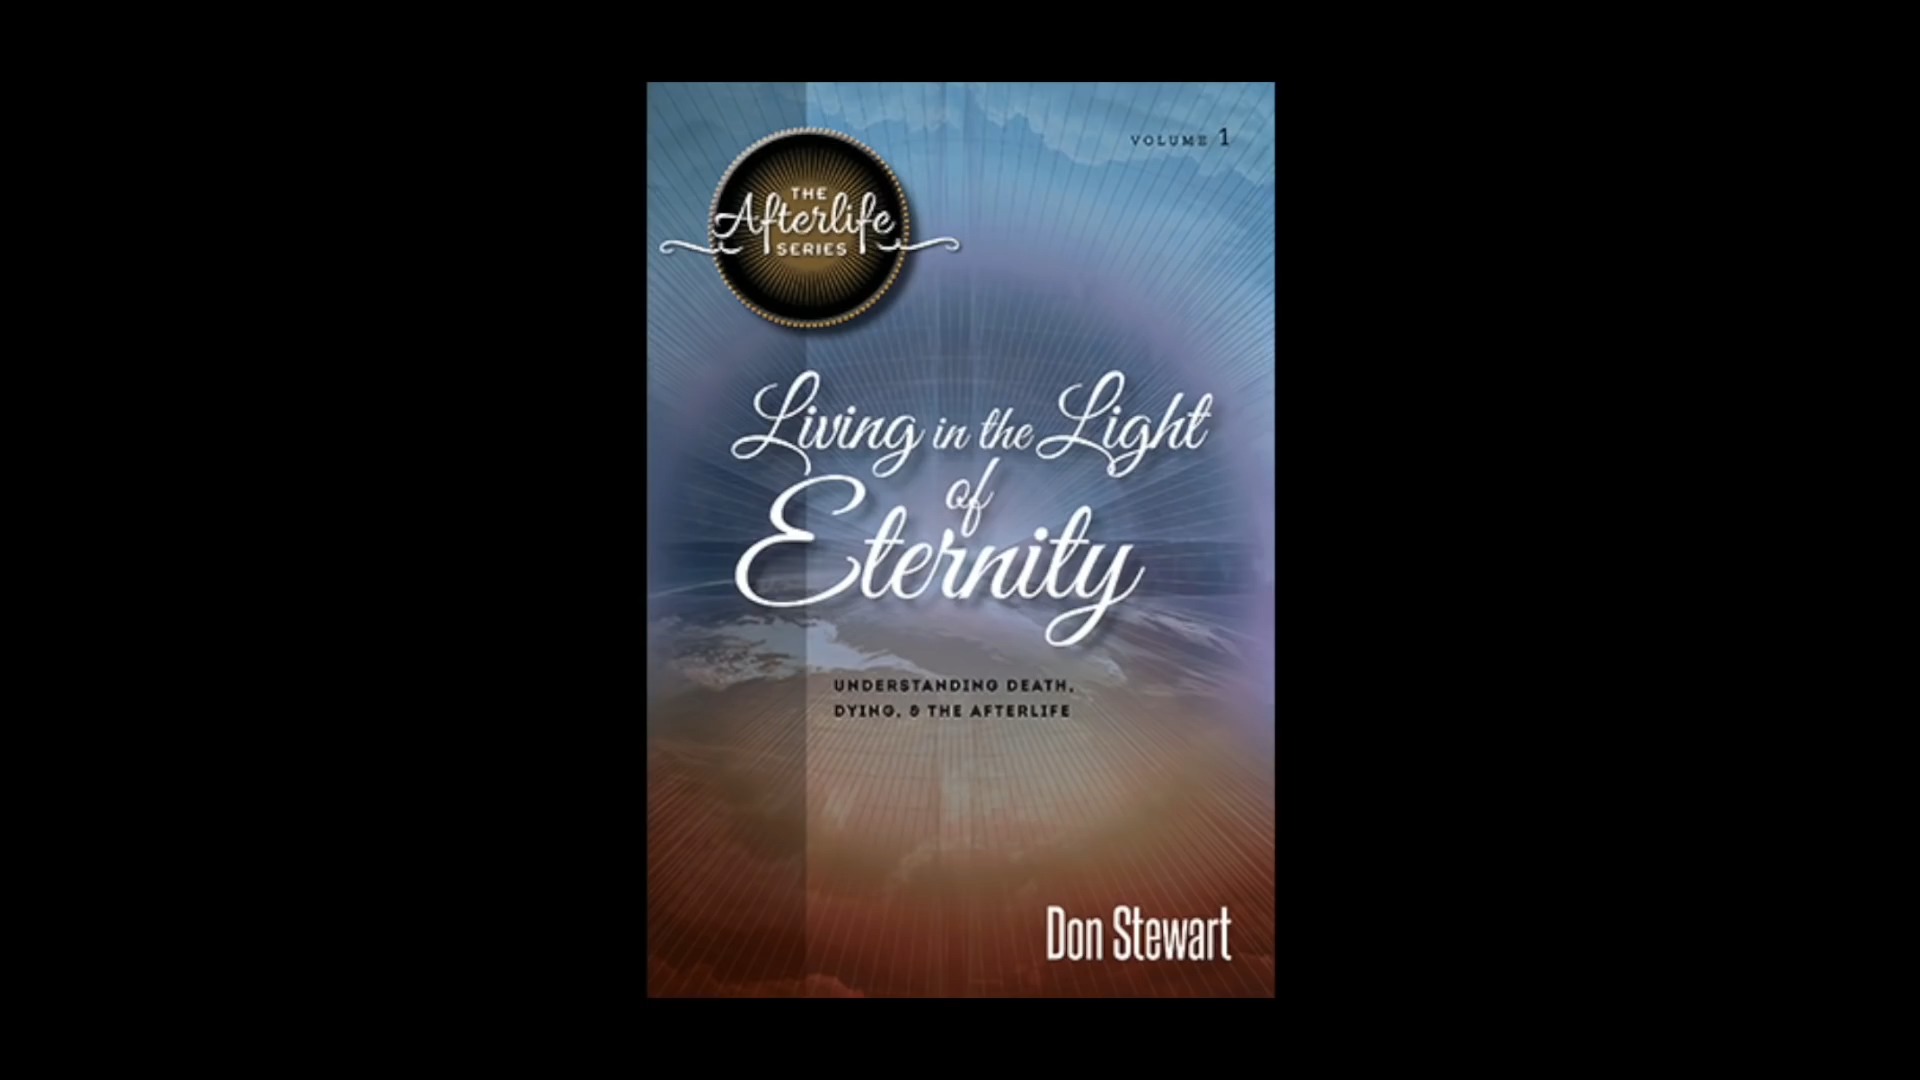 VOLUME 1
THE
Afterlife
SERIES
Living in the Light
of
Eternity
UNDERSTANDING DEATH,
DYING, & THE AFTERLIFE
Don Stewart